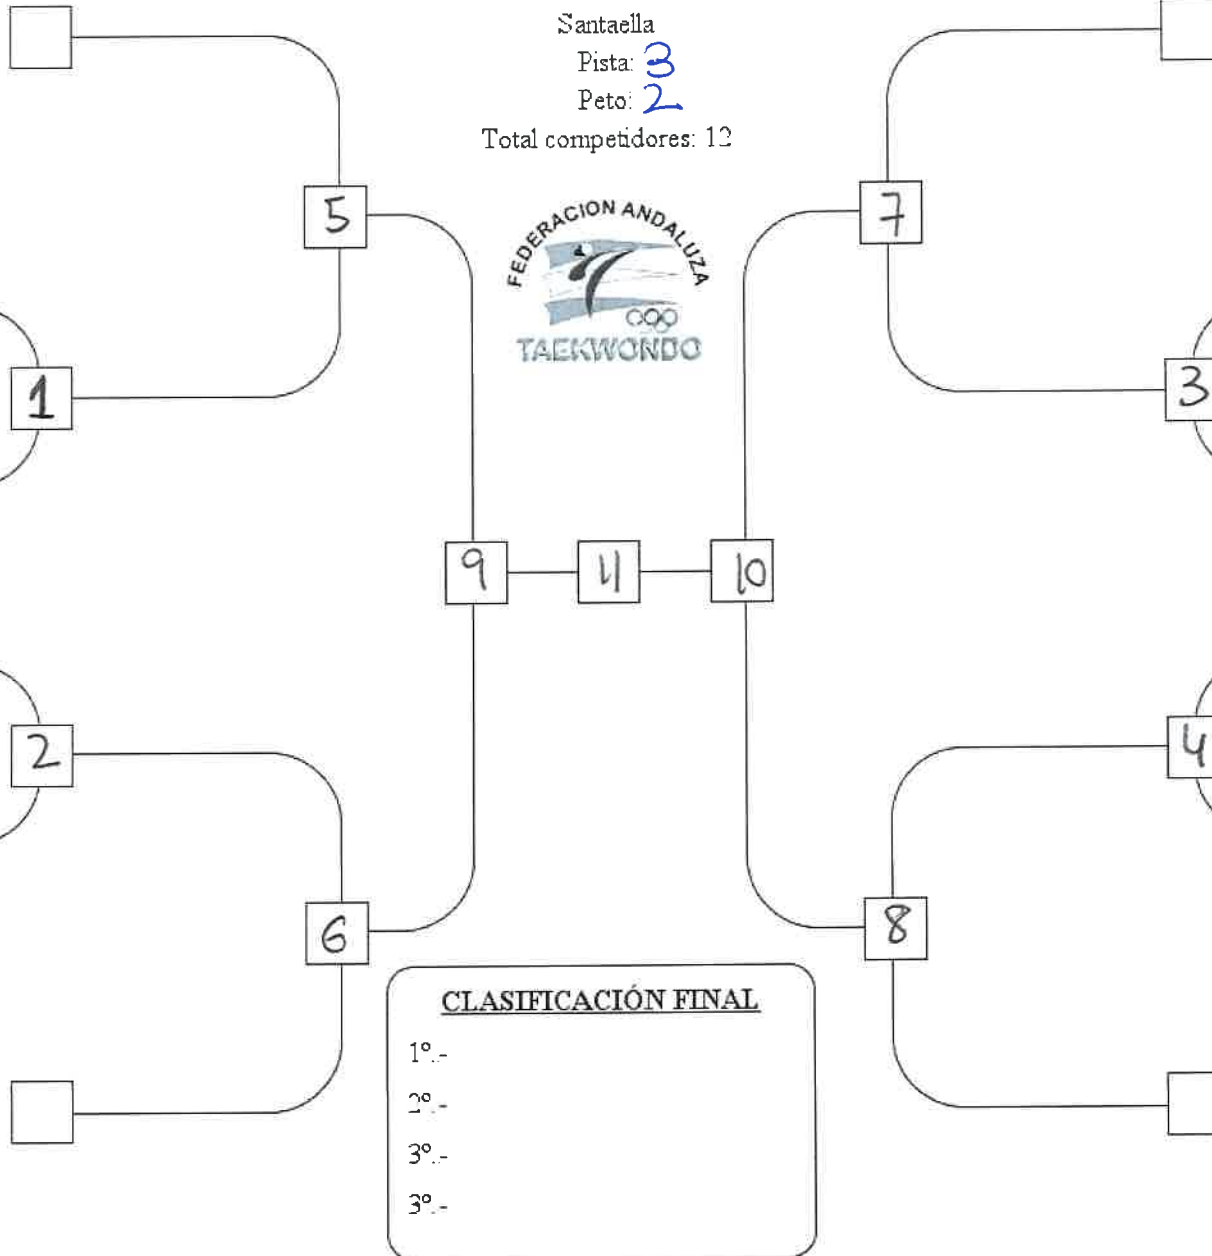 Santaella
Pista: 3
Peto: 2
Total competidores: 12
FEDERACION ANDALUZA
TAEKWONDO
5
7
1
3
9
11
10
2
4
6
8
CLASIFICACIÓN FINAL
1º.-
2º.-
3º.-
3º.-